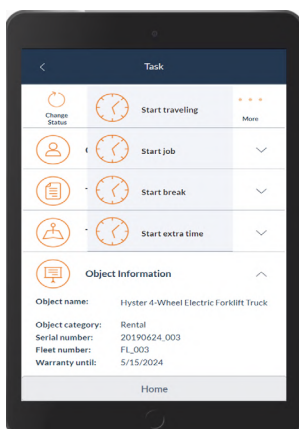 Task
Change
Status
Start traveling
More
Start job
Start break
Start extra time
Object Information
Object name: Hyster 4-Wheel Electric Forklift Truck
Object category: Rental
Serial number: 20190624_003
Fleet number: FL_003
Warranty until: 5/15/2024
Home